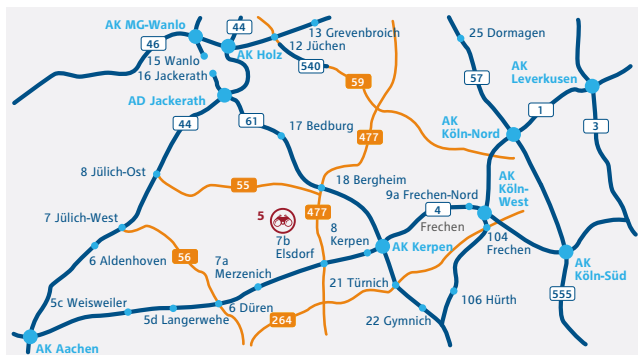 AK MG-Wanlo
44
13 Grevenbroich
12 Jüchen
25 Dormagen
46
15 Wanlo
16 Jackerath
AK Holz
540
59
57
AK
Leverkusen
AD Jackerath
44
61
17 Bedburg
477
AK
Köln-Nord
1
3
8 Jülich-Ost
55
18 Bergheim
9a Frechen-Nord
AK
Köln-
West
5
477
4
Frechen
7 Jülich-West
7b
Elsdorf
8
Kerpen
AK Kerpen
104
Frechen
6 Aldenhoven
56
7a
Merzenich
AK
Köln-Süd
5c Weisweiler
6 Düren
21 Türnich
106 Hürth
555
5d Langerwehe
264
22 Gymnich
AK Aachen